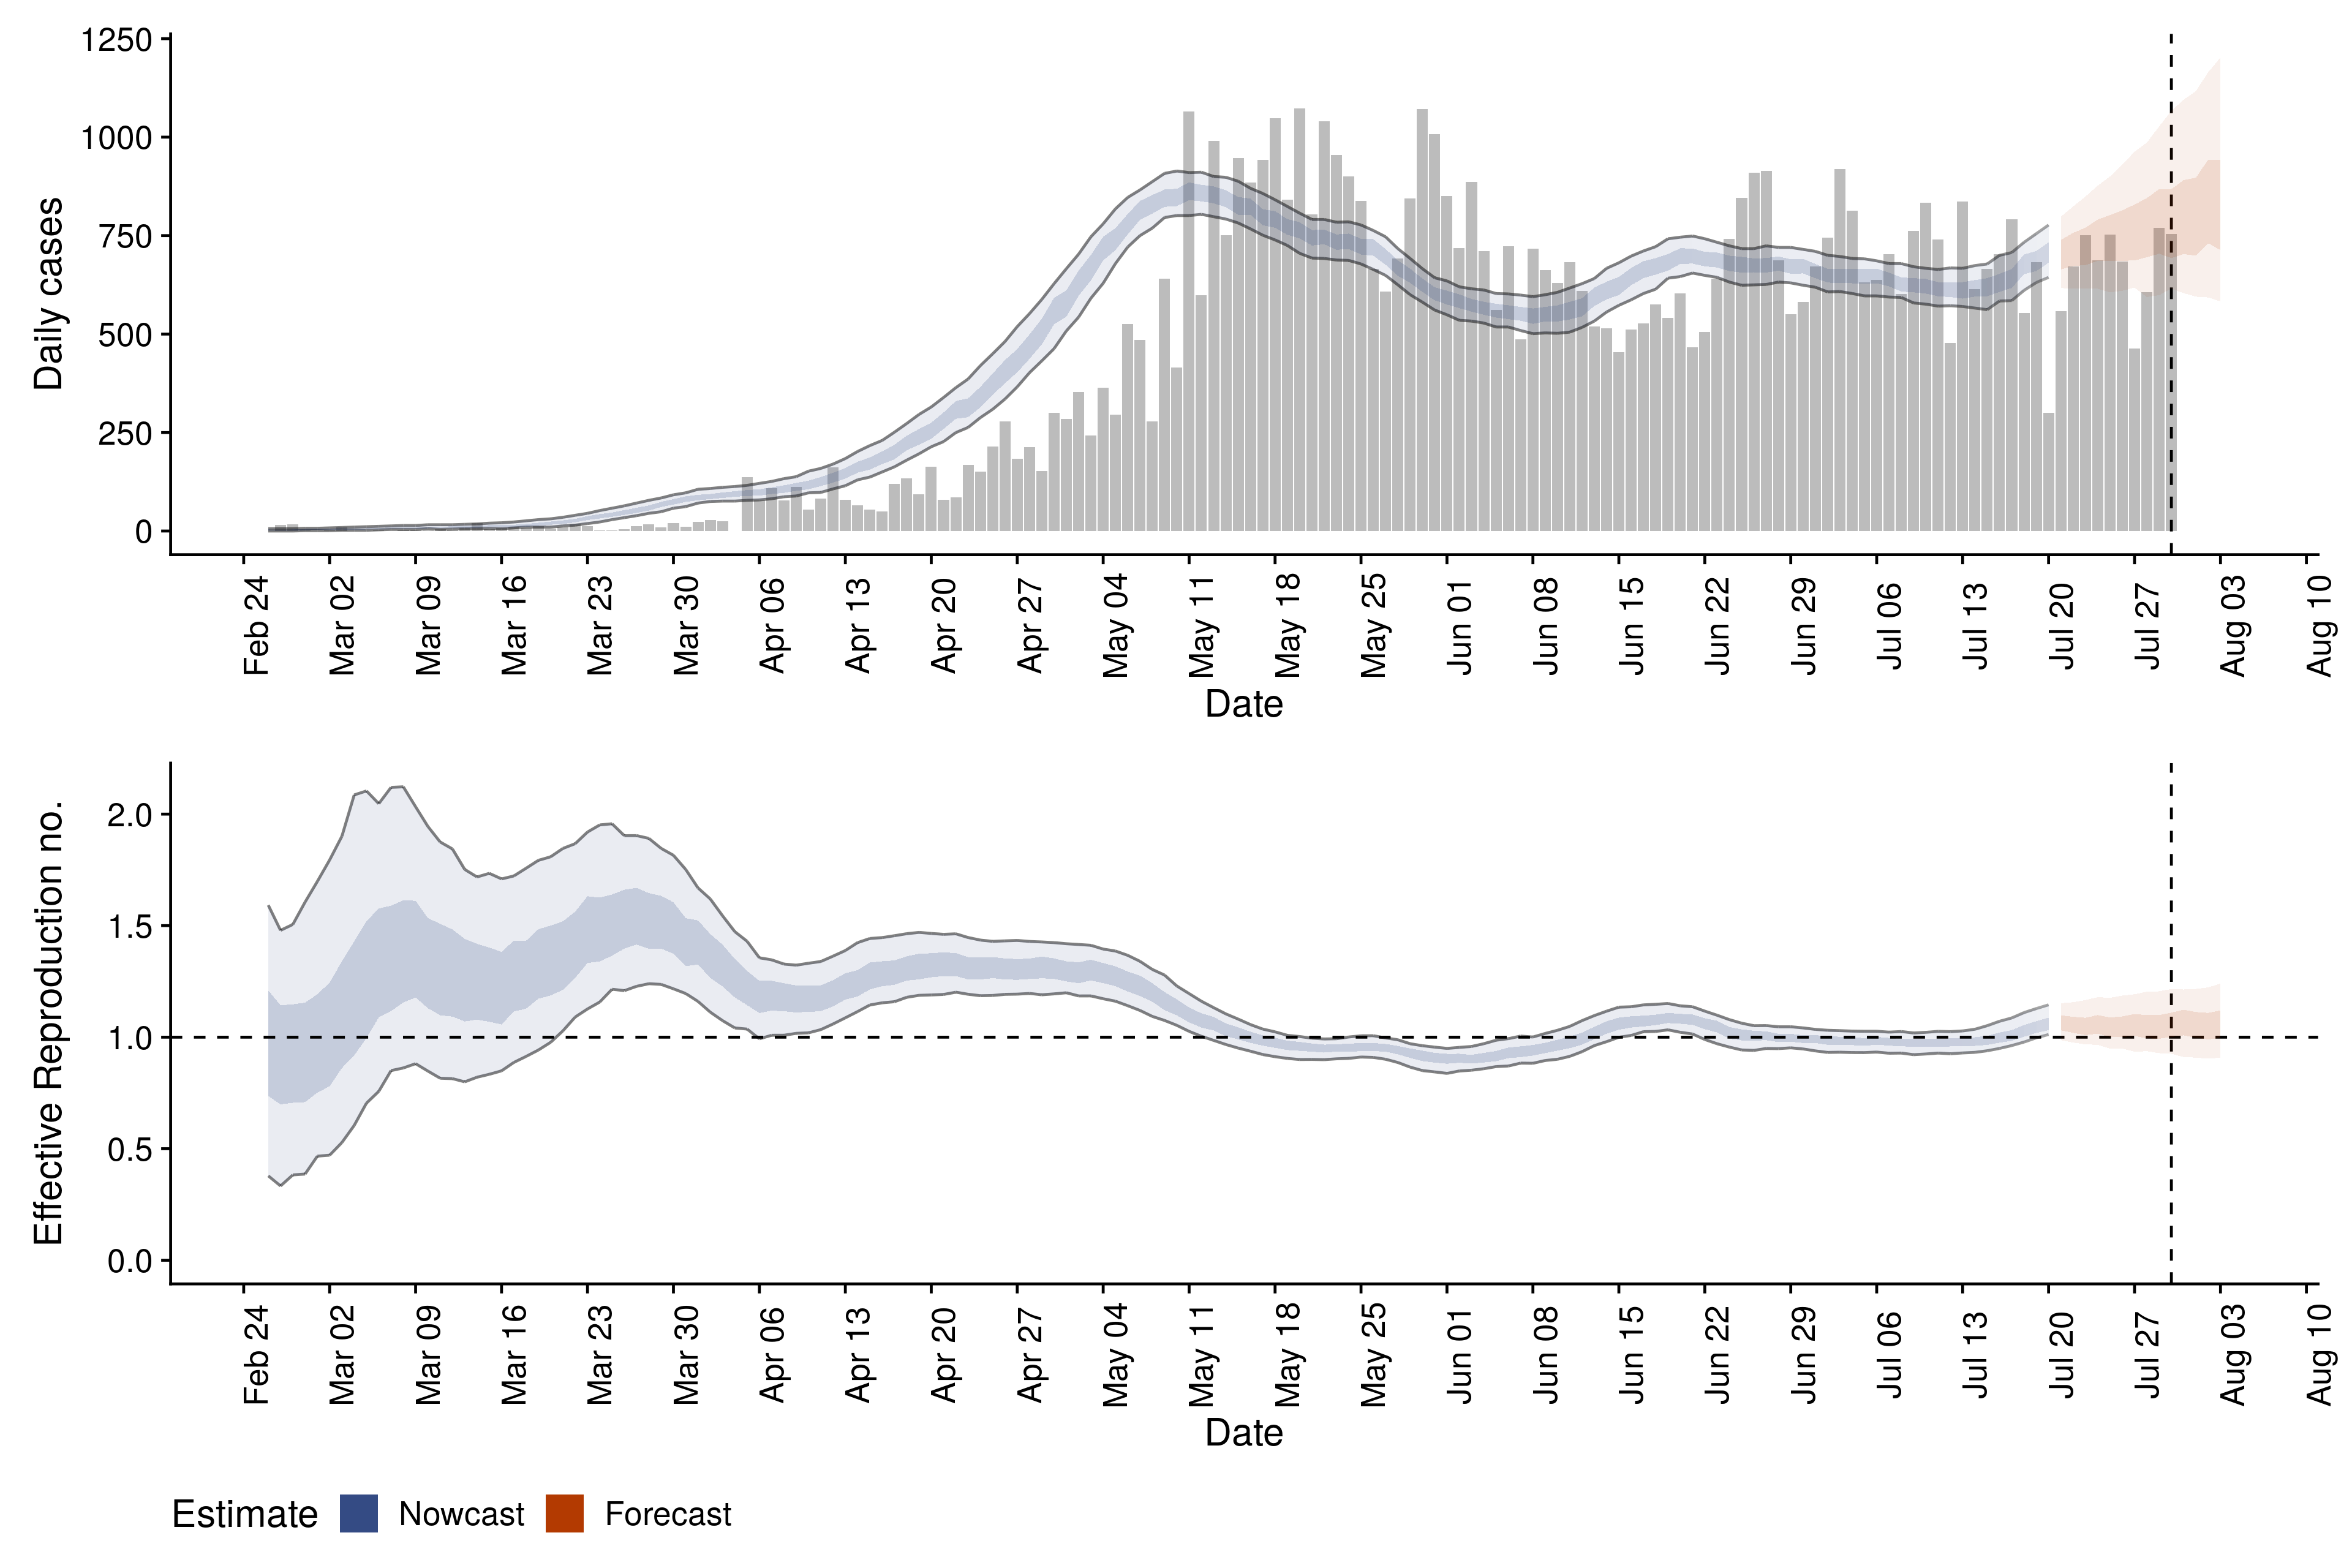 1250
1000
750
500
250
0
Daily cases
Feb 24 Mar 02 Mar 09 Mar 16 Mar 23 Mar 30 Apr 06 Apr 13 Apr 20 Apr 27 May 04 May 11 May 18 May 25 Jun 01 Jun 08 Jun 15 Jun 22 Jun 29 Jul 06 Jul 13 Jul 20 Jul 27 Aug 03 Aug 10
Date
2.0
1.5
1.0
0.5
0.0
Effective Reproduction no.
Feb 24 Mar 02 Mar 09 Mar 16 Mar 23 Mar 30 Apr 06 Apr 13 Apr 20 Apr 27 May 04 May 11 May 18 May 25 Jun 01 Jun 08 Jun 15 Jun 22 Jun 29 Jul 06 Jul 13 Jul 20 Jul 27 Aug 03 Aug 10
Date
Estimate Nowcast Forecast